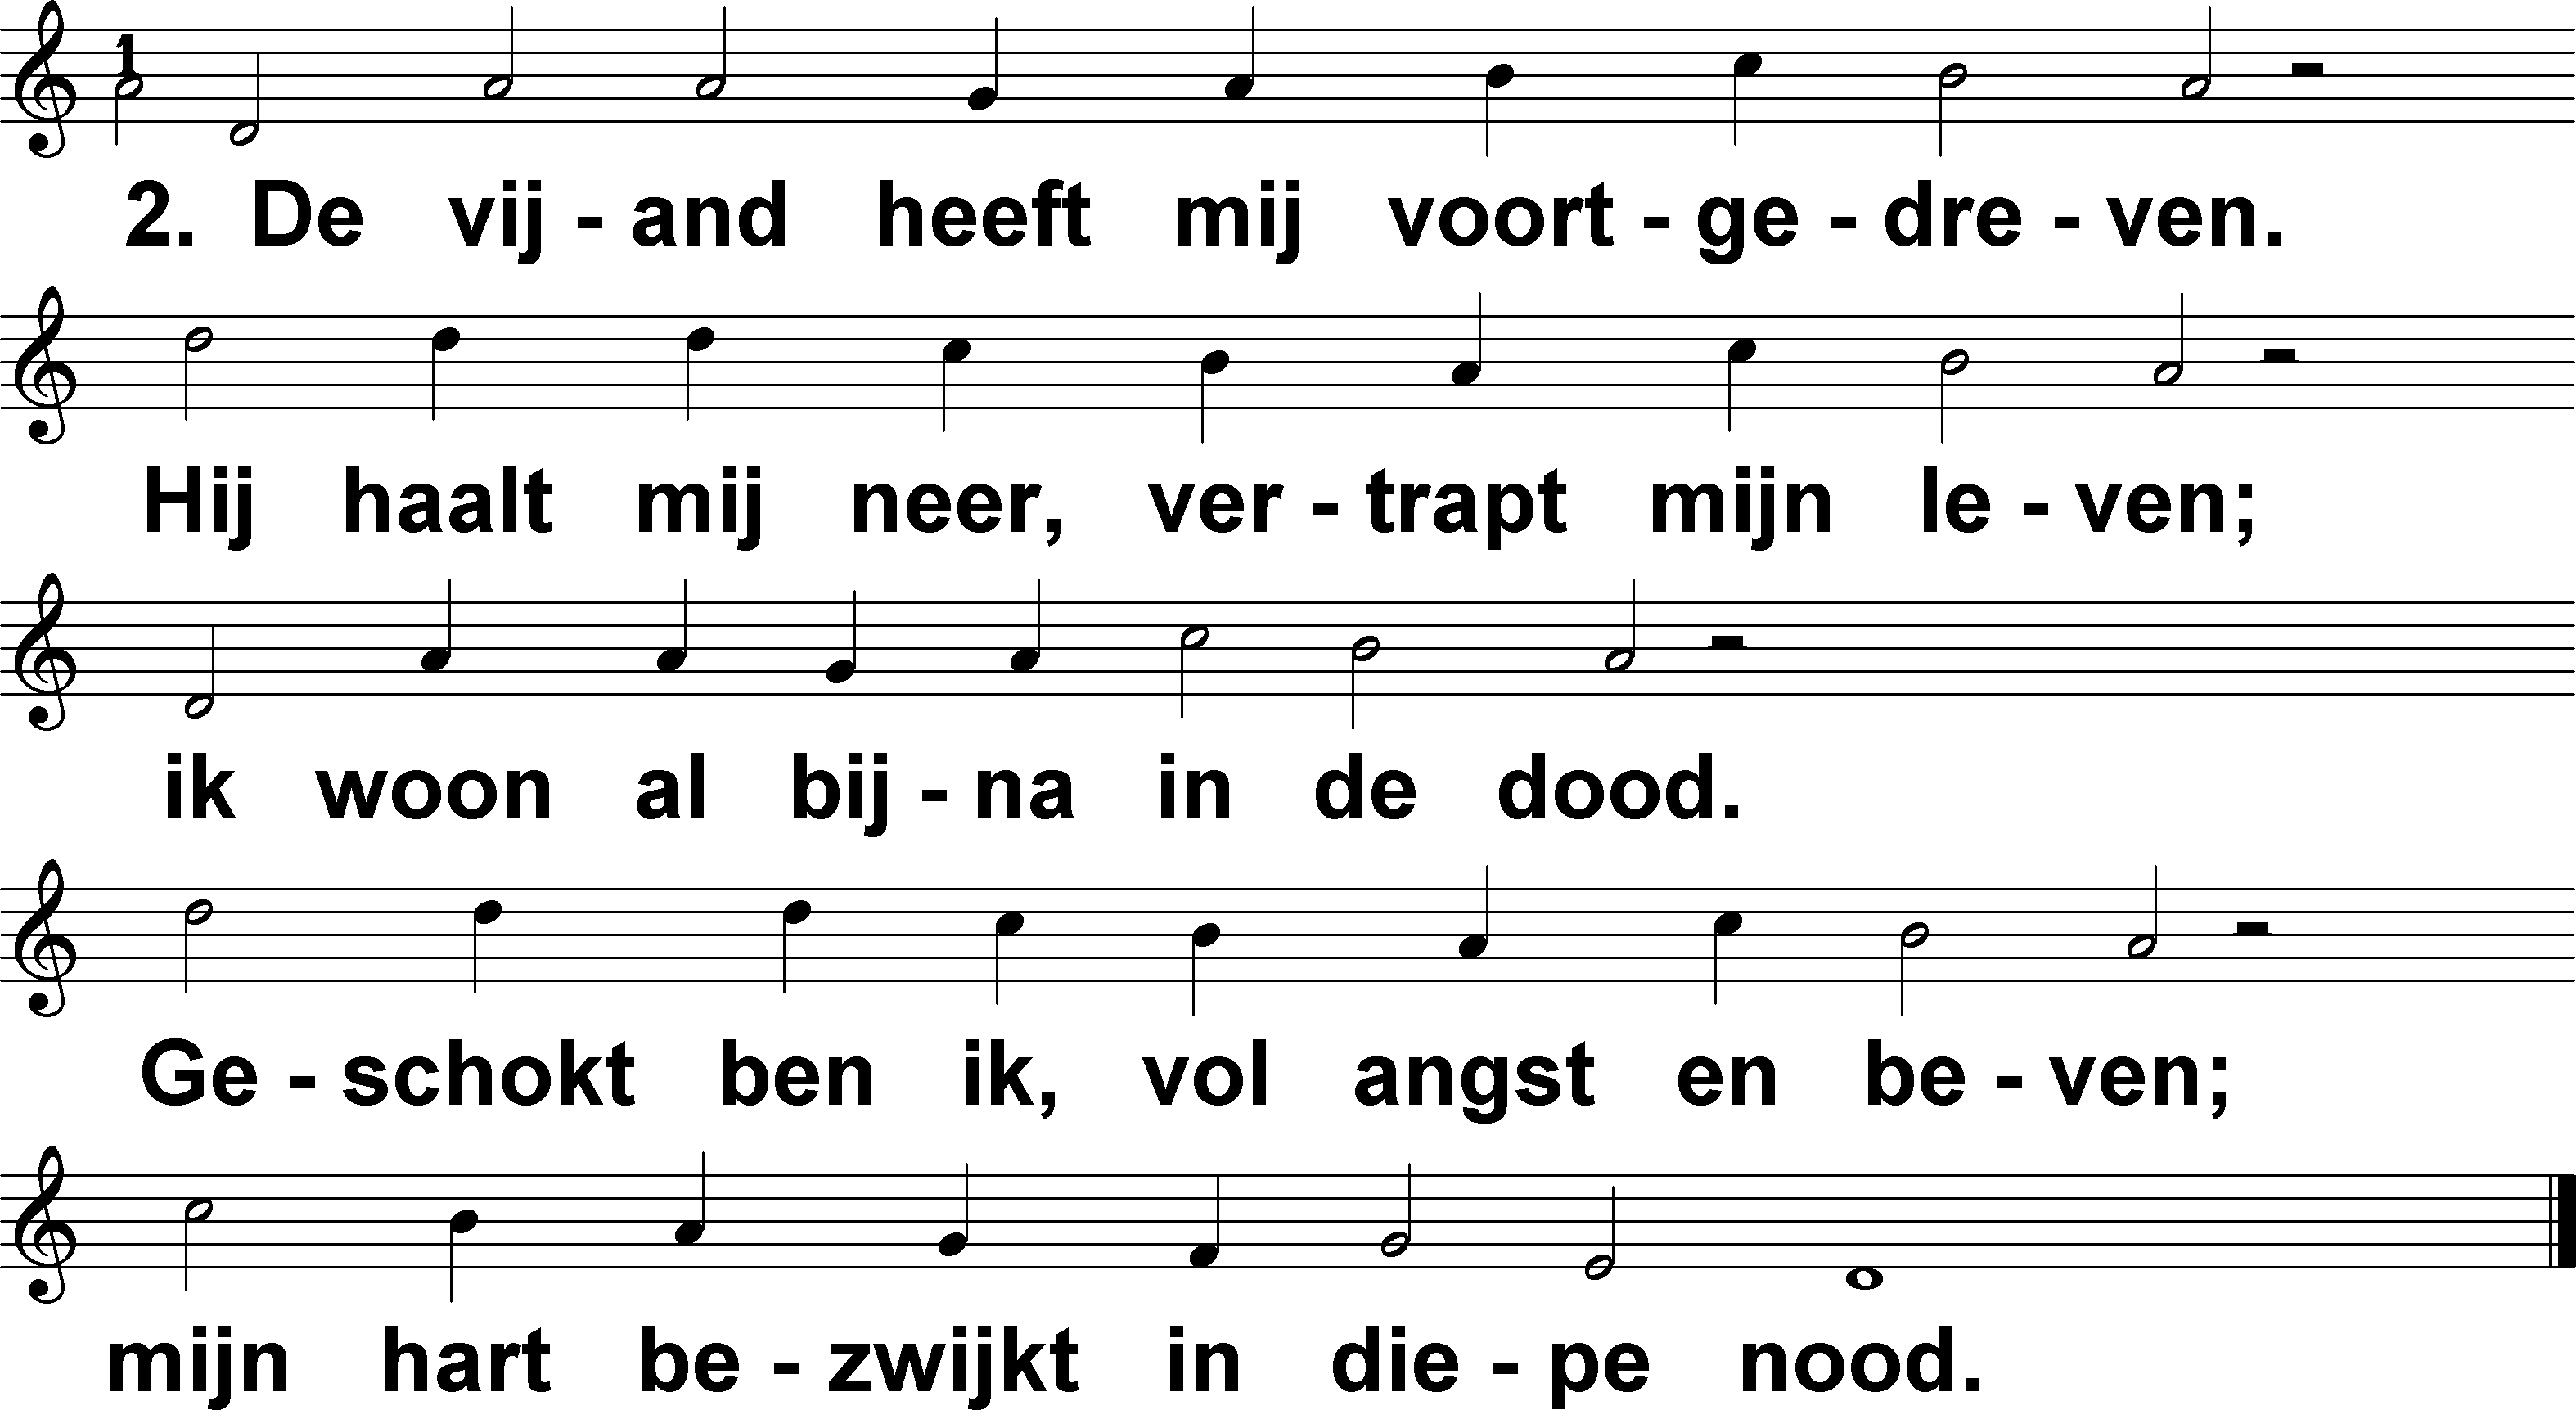 1
2. De vij - and heeft mij voort - ge - dre - ven.
Hij haalt mij neer, ver - trapt mijn le - ven;
ik woon al bij - na in de dood.
Ge - schokt ben ik, vol angst en be - ven;
mijn hart be - zwijkt in die - pe nood.